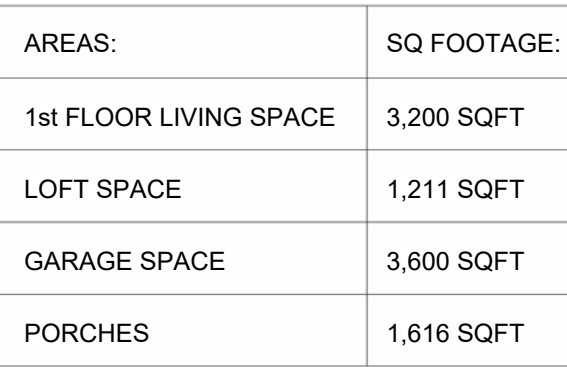 AREAS: SQ FOOTAGE:
1st FLOOR LIVING SPACE 3,200 SQFT
LOFT SPACE 1,211 SQFT
GARAGE SPACE 3,600 SQFT
PORCHES 1,616 SQFT